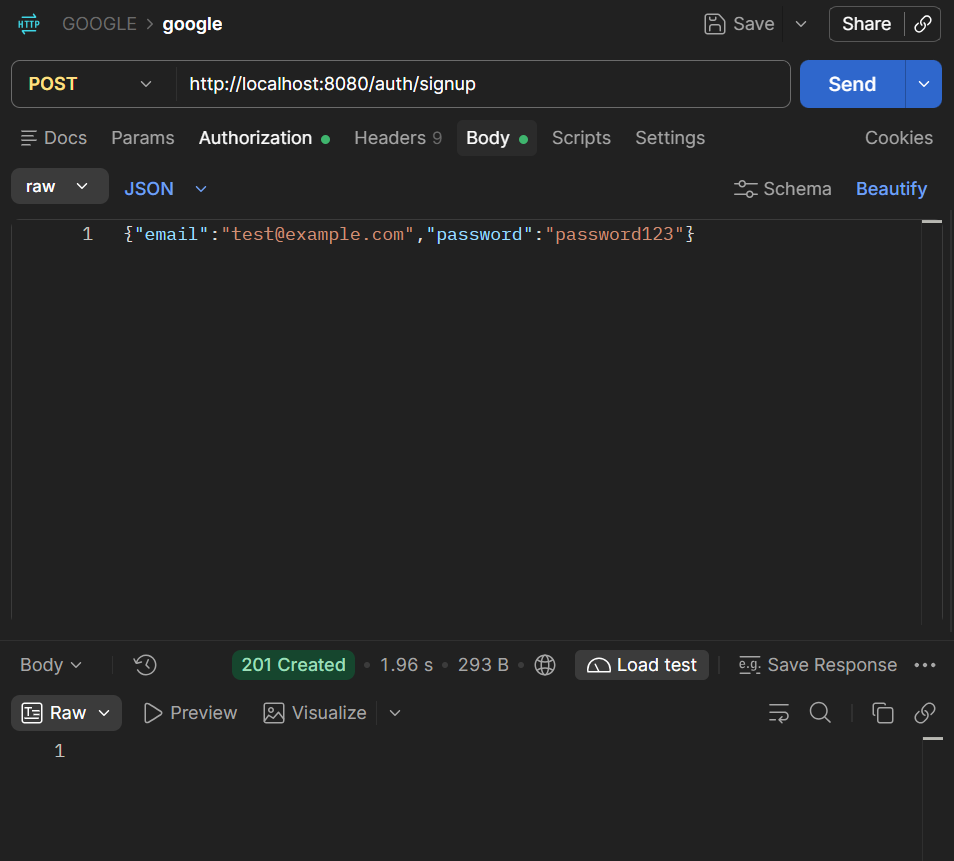 HTTP GOOGLE > google Save Share
POST http://localhost:8080/auth/signup Send
Docs Params Authorization Headers 9 Body Scripts Settings Cookies
raw JSON Schema Beautify
1 {"email":"test@example.com","password":"password123"}
Body 201 Created • 1.96 s • 293 B • Load test e.g. Save Response •••
Raw Preview Visualize
1